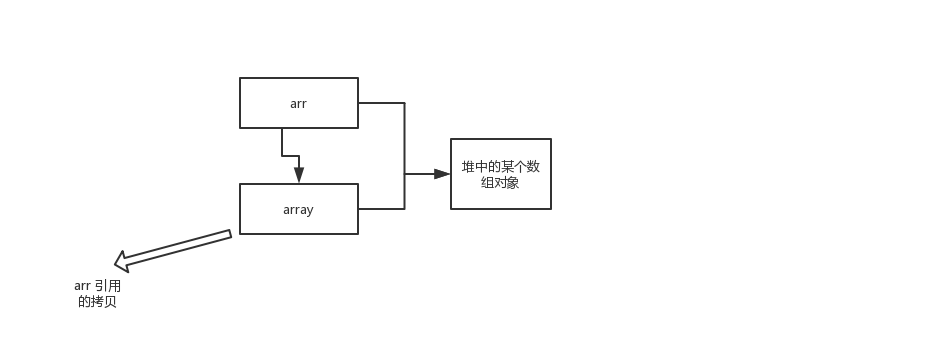 arr
堆中的某个数
组对象
array
arr 引用
的拷贝